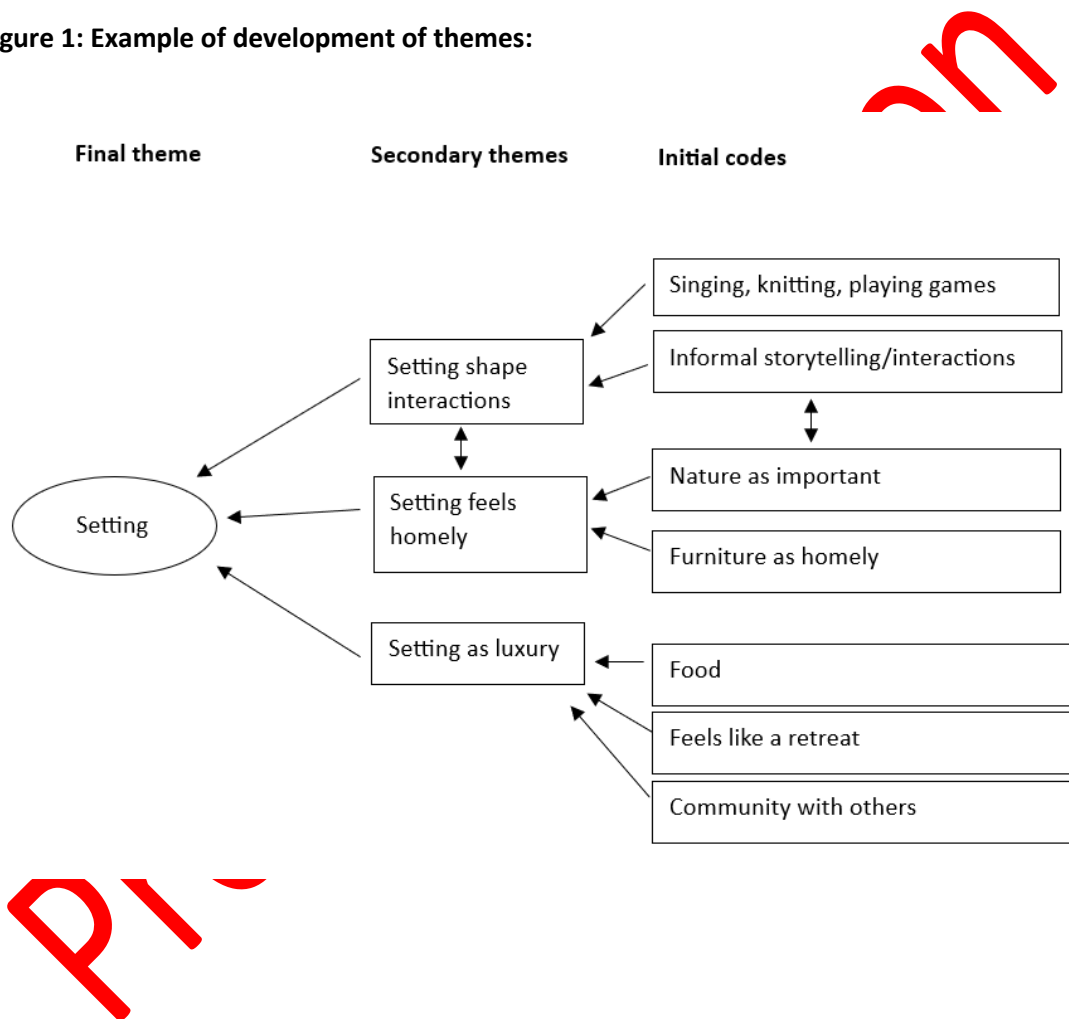 gure 1: Example of development of themes:
Final theme
Secondary themes
Initial codes
Singing, knitting, playing games
Setting shape
interactions
Informal storytelling/interactions
Setting
Setting feels
homely
Nature as important
Furniture as homely
Setting as luxury
Food
Feels like a retreat
Community with others